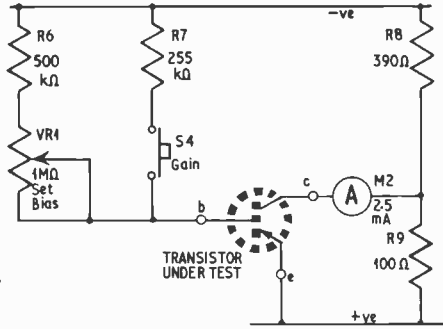 -ve
R6
500
kΩ
R7
255
kΩ
R8
390Ω
VR1
1MΩ
Set
Bias
S4
Gain
b
c
A
M2
2.5
mA
TRANSISTOR
UNDER TEST
e
R9
100Ω
+ve